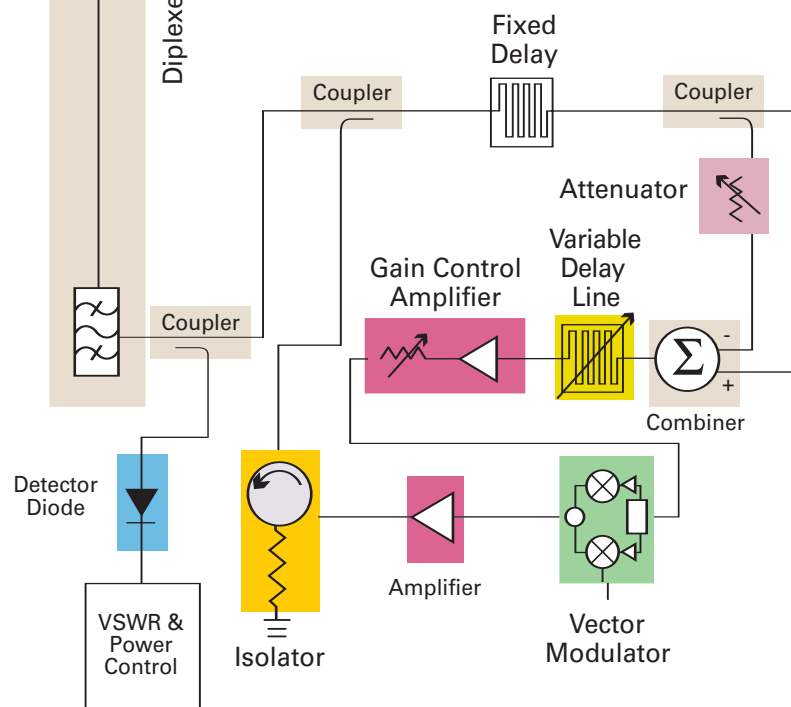 Diplexe
Fixed
Delay
Coupler
Coupler
Attenuator
Variable
Delay
Line
Gain Control
Amplifier
Coupler
Σ
-
+
Combiner
Detector
Diode
Amplifier
VSWR &
Power
Control
Isolator
Vector
Modulator